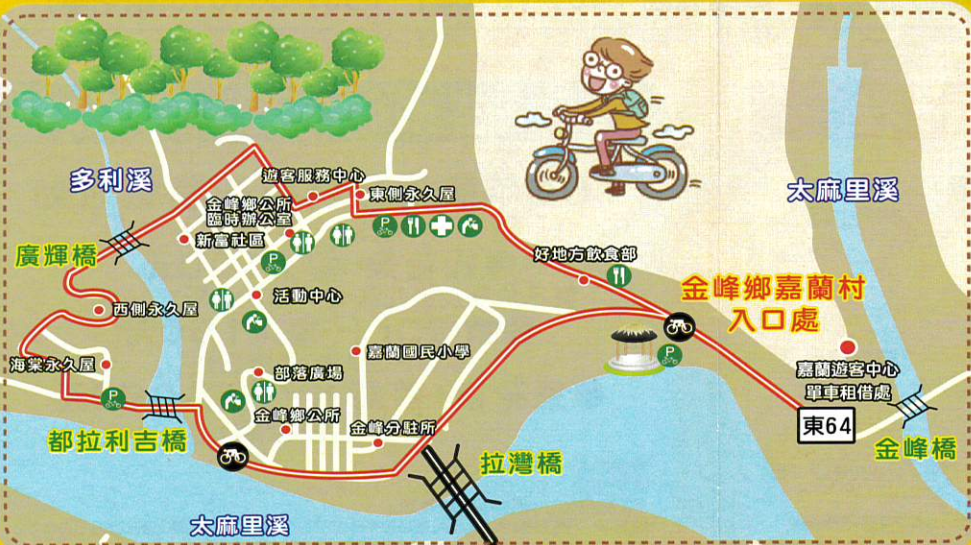 多利溪
遊客服務中心
東側永久屋
太麻里溪
金峰鄉公所
臨時辦公室
新富社區
P
P
廣輝橋
好地方飲食部
金峰鄉嘉蘭村
入口處
活動中心
西側永久屋
P
嘉蘭國民小學
嘉蘭遊客中心
單車租借處
海棠永久屋
部落廣場
P
金峰鄉公所
金峰分駐所
東64
都拉利吉橋
拉灣橋
金峰橋
太麻里溪